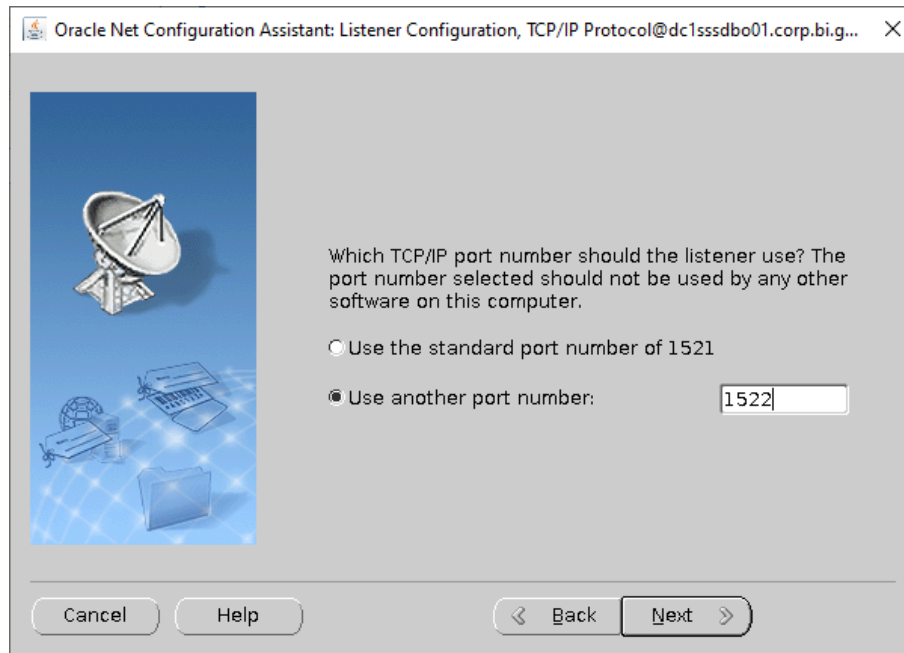 Oracle Net Configuration Assistant: Listener Configuration, TCP/IP Protocol@dc1sssdbo01.corp.bi.g...
Which TCP/IP port number should the listener use? The
port number selected should not be used by any other
software on this computer.
Use the standard port number of 1521
Use another port number:
1522
Cancel
Help
Back
Next